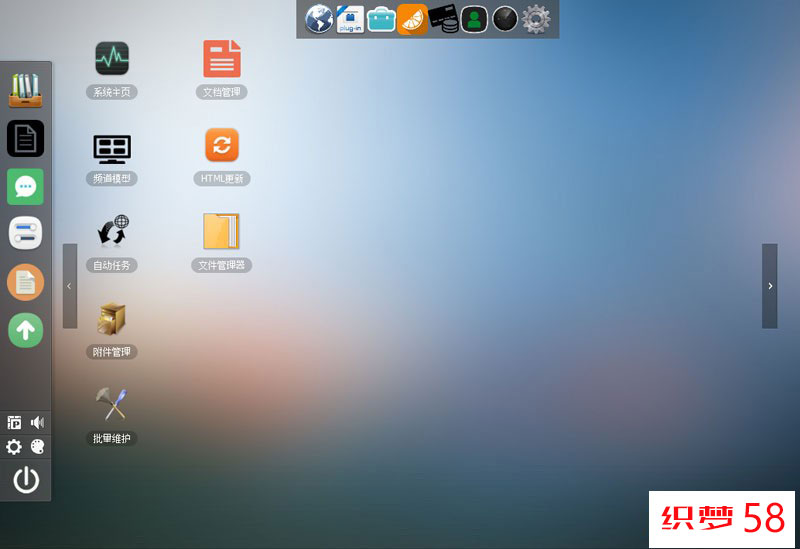 plug-in
系统主页
文档管理
频道模型
HTML更新
自动任务
文件管理器
附件管理
批量维护
织梦58